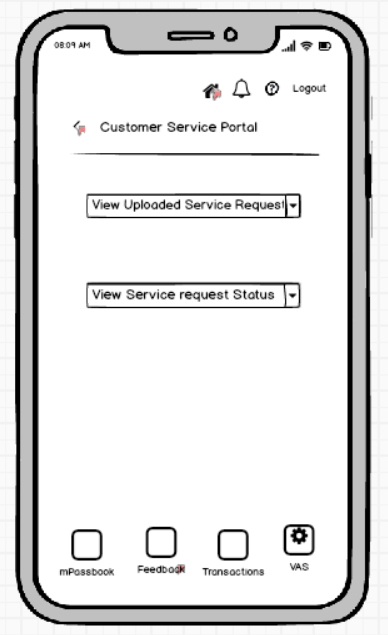 08:09 AM
Logout
Customer Service Portal
View Uploaded Service Request
View Service request Status
mPassbook
Feedback
Transactions
VAS